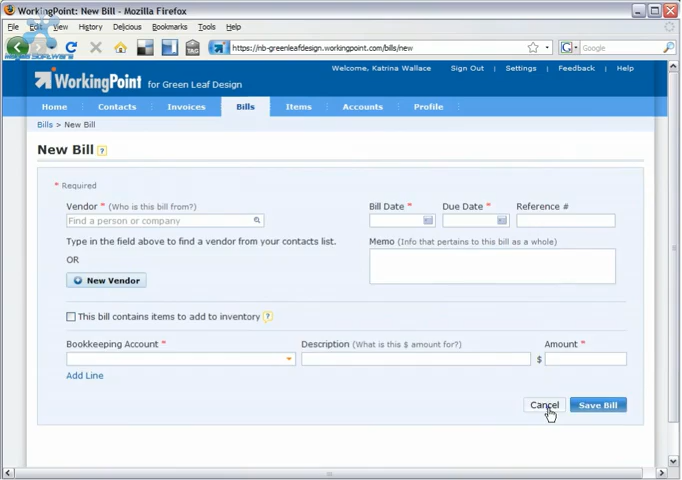 WorkingPoint: New Bill - Mozilla Firefox
File Edit View History Delicious Bookmarks Tools Help
https://nb-greenleafdesign.workingpoint.com/bills/new
Google
Welcome, Katrina Wallace Sign Out Settings Feedback Help
WorkingPoint for Green Leaf Design
Home Contacts Invoices Bills Items Accounts Profile
Bills > New Bill
New Bill ?
* Required
Vendor * (Who is this bill from?)
Bill Date * Due Date * Reference #
Find a person or company
Type in the field above to find a vendor from your contacts list.
Memo (Info that pertains to this bill as a whole)
OR
New Vendor
This bill contains items to add to inventory ?
Bookkeeping Account * Description (What is this $ amount for?) Amount *
$
Add Line
Cancel Save Bill